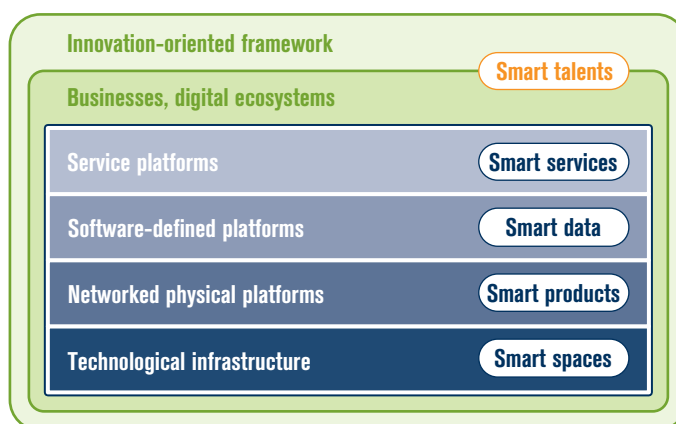 Innovation-oriented framework
Smart talents
Businesses, digital ecosystems
Service platforms
Smart services
Software-defined platforms
Smart data
Networked physical platforms
Smart products
Technological infrastructure
Smart spaces